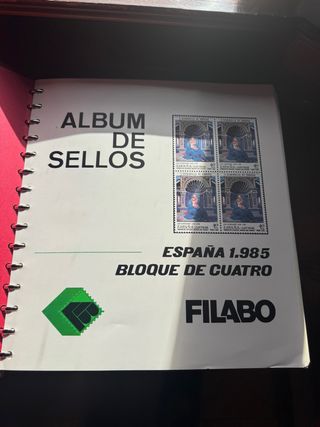 ALBUM
DE
SELLOS
ESPAÑA 1.985
BLOQUE DE CUATRO
FILABO